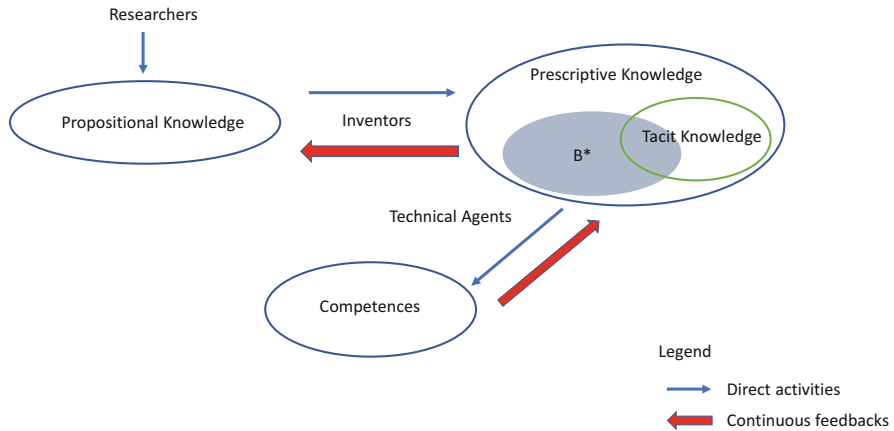 Researchers
Prescriptive Knowledge
Propositional Knowledge
Inventors
Tacit Knowledge
B*
Technical Agents
Competences
Legend
Direct activities
Continuous feedbacks